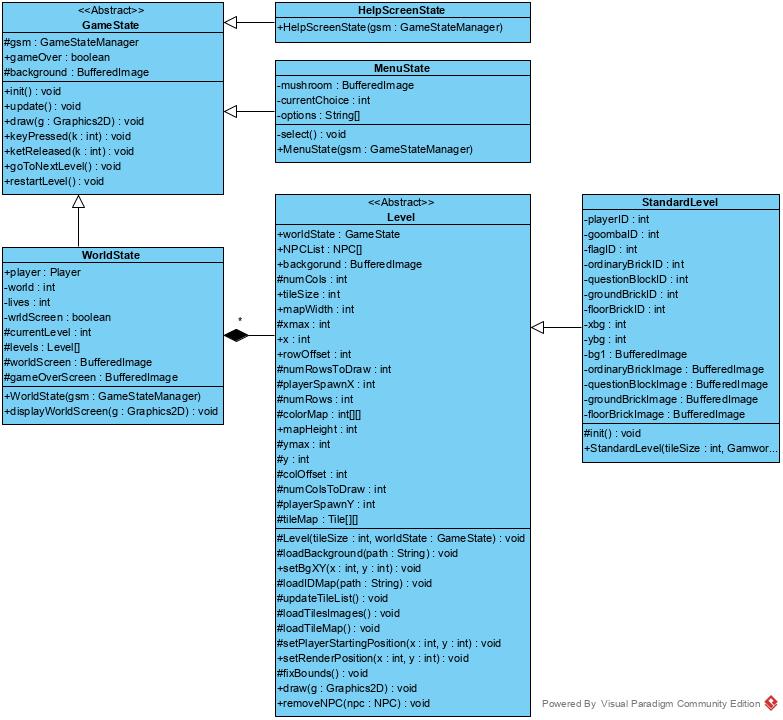 <<Abstract>>
GameState
#gsm : GameStateManager
+gameOver : boolean
#background : BufferedImage
+init() : void
+update() : void
+draw(g : Graphics2D) : void
+keyPressed(k : int) : void
+ketReleased(k : int) : void
+goToNextLevel() : void
+restartLevel() : void
HelpScreenState
+HelpScreenState(gsm : GameStateManager)
MenuState
-mushroom : BufferedImage
-currentChoice : int
-options : String[]
-select() : void
+MenuState(gsm : GameStateManager)
WorldState
+player : Player
-world : int
-lives : int
-wrldScreen : boolean
#currentLevel : int
#levels : Level[]
#worldScreen : BufferedImage
#gameOverScreen : BufferedImage
+WorldState(gsm : GameStateManager)
+displayWorldScreen(g : Graphics2D) : void
*
<<Abstract>>
Level
+worldState : GameState
+NPCList : NPC[]
+backgorund : BufferedImage
#numCols : int
+tileSize : int
+mapWidth : int
#xmax : int
+x : int
+rowOffset : int
#numRowsToDraw : int
#playerSpawnX : int
#numRows : int
#colorMap : int[][]
+mapHeight : int
#ymax : int
#y : int
#colOffset : int
#numColsToDraw : int
#playerSpawnY : int
#tileMap : Tile[][]
#Level(tileSize : int, worldState : GameState) : void
#loadBackground(path : String) : void
+setBgXY(x : int, y : int) : void
#loadIDMap(path : String) : void
#updateTileList() : void
#loadTilesImages() : void
#loadTileMap() : void
#setPlayerStartingPosition(x : int, y : int) : void
+setRenderPosition(x : int, y : int) : void
#fixBounds() : void
+draw(g : Graphics2D) : void
+removeNPC(npc : NPC) : void
StandardLevel
-playerID : int
-goombaID : int
-flagID : int
-ordinaryBrickID : int
-questionBlockID : int
-groundBrickID : int
-floorBrickID : int
-xbg : int
-ybg : int
-bg1 : BufferedImage
-ordinaryBrickImage : BufferedImage
-questionBlockImage : BufferedImage
-groundBrickImage : BufferedImage
-floorBrickImage : BufferedImage
#init() : void
+StandardLevel(tileSize : int, Gamwor...
Powered By Visual Paradigm Community Edition